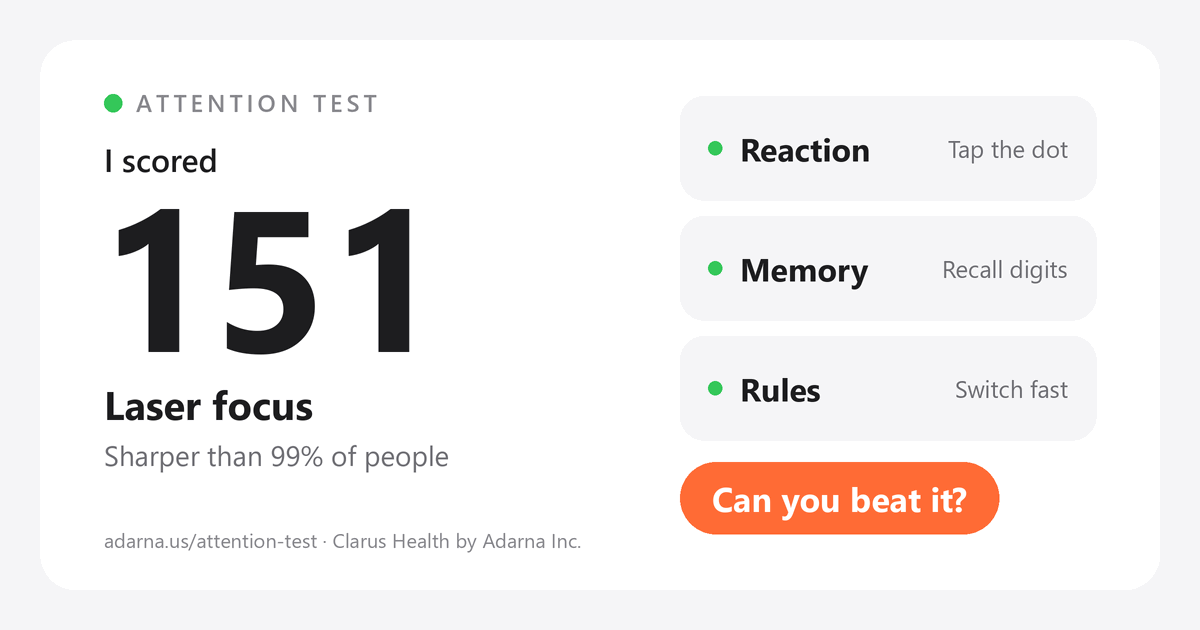 ATTENTION TEST
I scored
151
Laser focus
Sharper than 99% of people
adarna.us/attention-test · Clarus Health by Adarna Inc.
Reaction Tap the dot
Memory Recall digits
Rules Switch fast
Can you beat it?